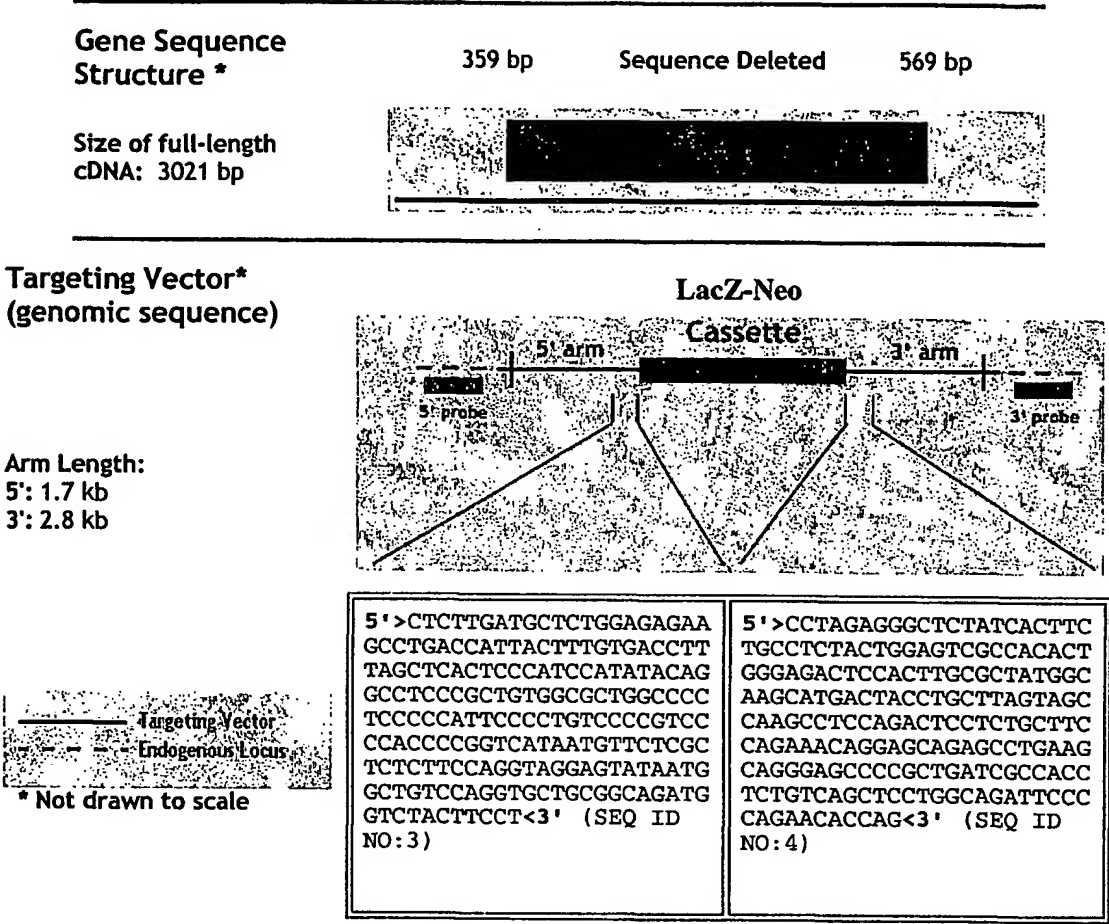 Gene Sequence
Structure *
359 bp Sequence Deleted 569 bp
Size of full-length
cDNA: 3021 bp
Targeting Vector*
(genomic sequence)
LacZ-Neo
Cassette
5' arm
3' arm
5' probe
3' probe
Arm Length:
5': 1.7 kb
3': 2.8 kb
5'>CTCTTGATGCTCTGGAGAGAA
GCCTGACCATTACTTTGTGACCTT
TAGCTCACTCCCATCCATATACAG
GCCTCCCGCTGTGGCGCTGGCCCC
TCCCCCATTCCCCTGTCCCCGTCC
CCACCCCGGTCATAATGTTCTCGC
TCTCTTCCAGGTAGGAGTATAATG
GCTGTCCAGGTGCTGCGGCAGATG
GTCTACTTCCT<3' (SEQ ID
NO:3)
5'>CCTAGAGGGCTCTATCACTTC
TGCCTCTACTGGAGTCGCCACACT
GGGAGACTCCACTTGCGCTATGGC
AAGCATGACTACCTGCTTAGTAGC
CAAGCCTCCAGACTCCTCTGCTTC
CAGAAACAGGAGCAGAGCCTGAAG
CAGGGAGCCCCGCTGATCGCCACC
TCTGTCAGCTCCTGGCAGATTCCC
CAGAACACCAG<3' (SEQ ID
NO:4)
Targeting Vector
Endogenous Locus
* Not drawn to scale